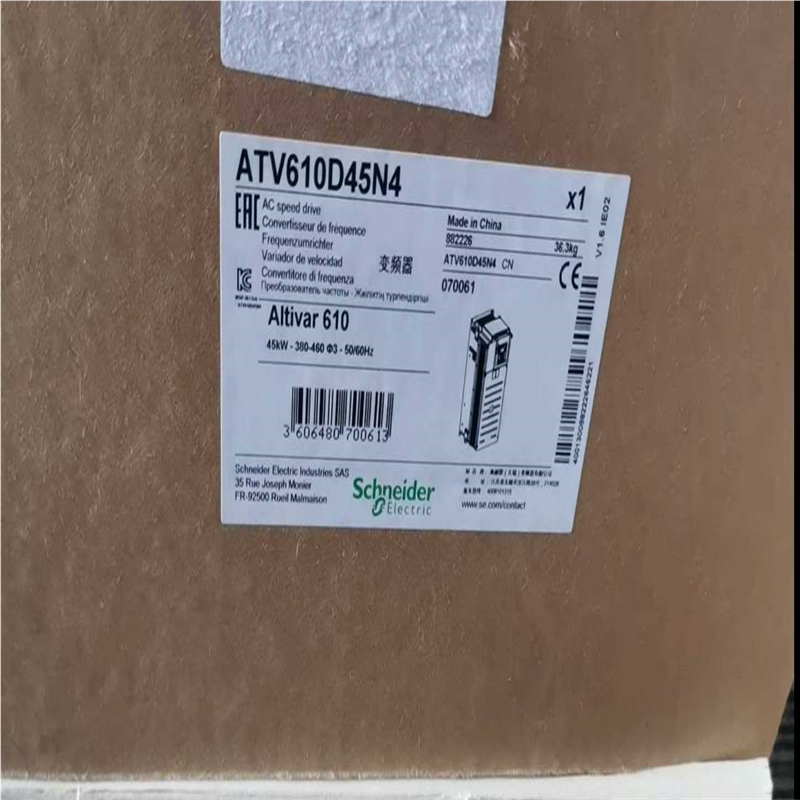 ATV610D45N4
x1
EAC
AC speed drive
Convertisseur de fréquence
Frequenzumrichter
Variador de velocidad
Convertitore di frequenza
Преобразователь частоты - Жиілітің түрлендіргіші
变频器
Made in China
882226
36.3kg
ATV610D45N4 CN
070061
CE
V1.6 IE02
Altivar 610
45kW - 380-460 Φ3 - 50/60Hz
3 606480 700613
Schneider Electric Industries SAS
35 Rue Joseph Monier
FR-92500 Rueil Malmaison
Schneider
Electric
www.se.com/contact